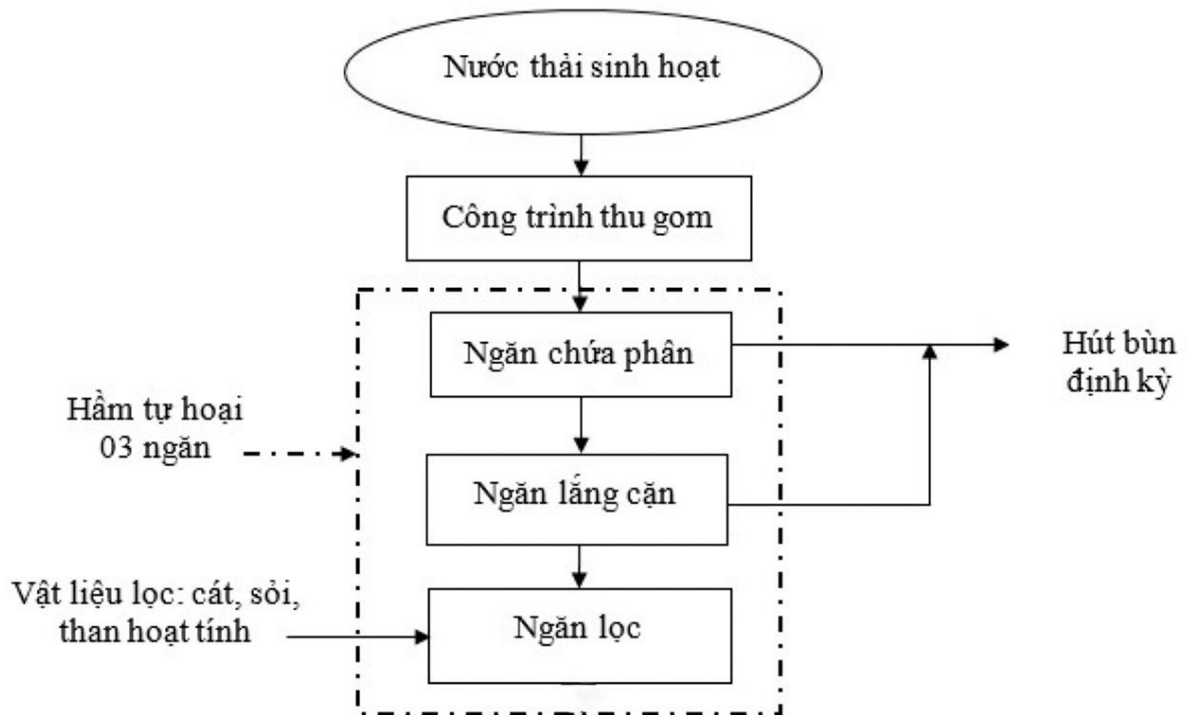 Nước thải sinh hoạt
Công trình thu gom
Ngăn chứa phân
Hút bùn
định kỳ
Hầm tự hoại
03 ngăn
Ngăn lắng cặn
Vật liệu lọc: cát, sỏi,
than hoạt tính
Ngăn lọc